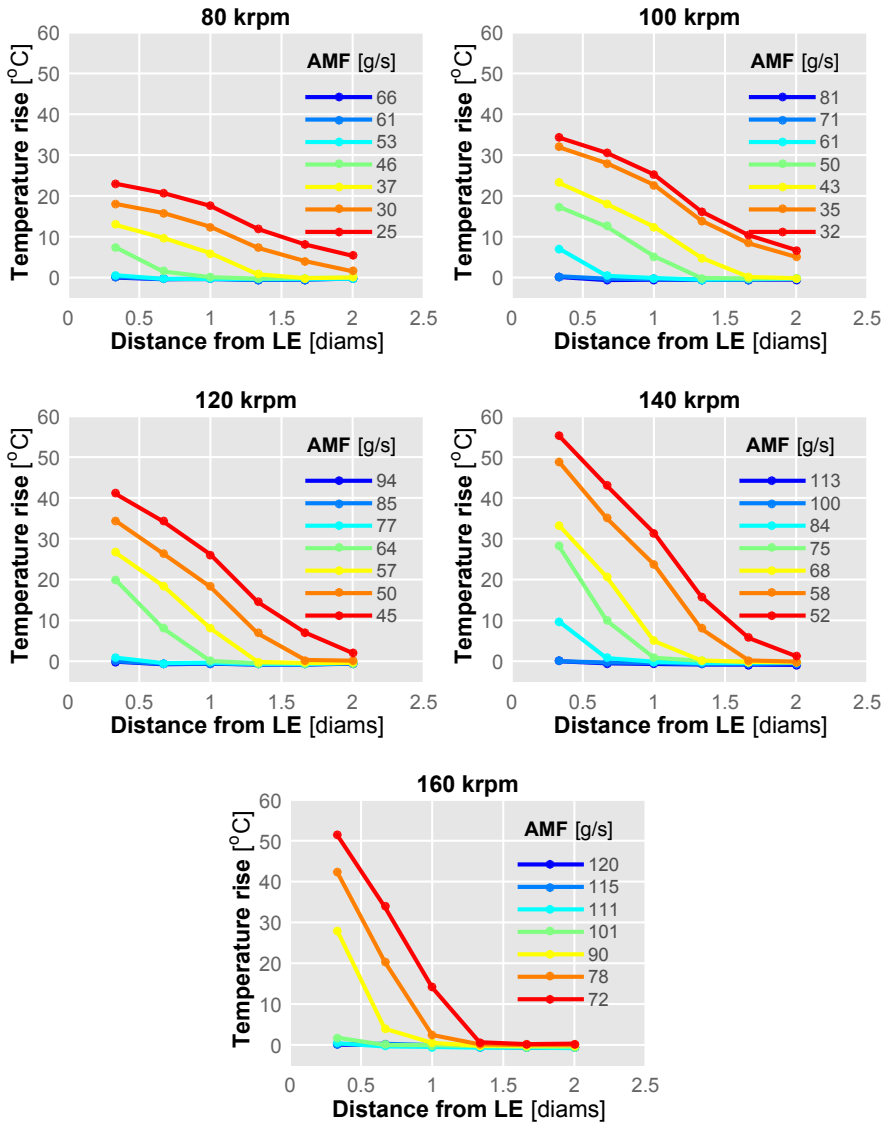 80 krpm
Temperature rise [°C]
60
50
40
30
20
10
0
0 0.5 1 1.5 2 2.5
Distance from LE [diams]
AMF [g/s]
66
61
53
46
37
30
25
100 krpm
Temperature rise [°C]
60
50
40
30
20
10
0
0 0.5 1 1.5 2 2.5
Distance from LE [diams]
AMF [g/s]
81
71
61
50
43
35
32
120 krpm
Temperature rise [°C]
60
50
40
30
20
10
0
0 0.5 1 1.5 2 2.5
Distance from LE [diams]
AMF [g/s]
94
85
77
64
57
50
45
140 krpm
Temperature rise [°C]
60
50
40
30
20
10
0
0 0.5 1 1.5 2 2.5
Distance from LE [diams]
AMF [g/s]
113
100
84
75
68
58
52
160 krpm
Temperature rise [°C]
60
50
40
30
20
10
0
0 0.5 1 1.5 2 2.5
Distance from LE [diams]
AMF [g/s]
120
115
111
101
90
78
72